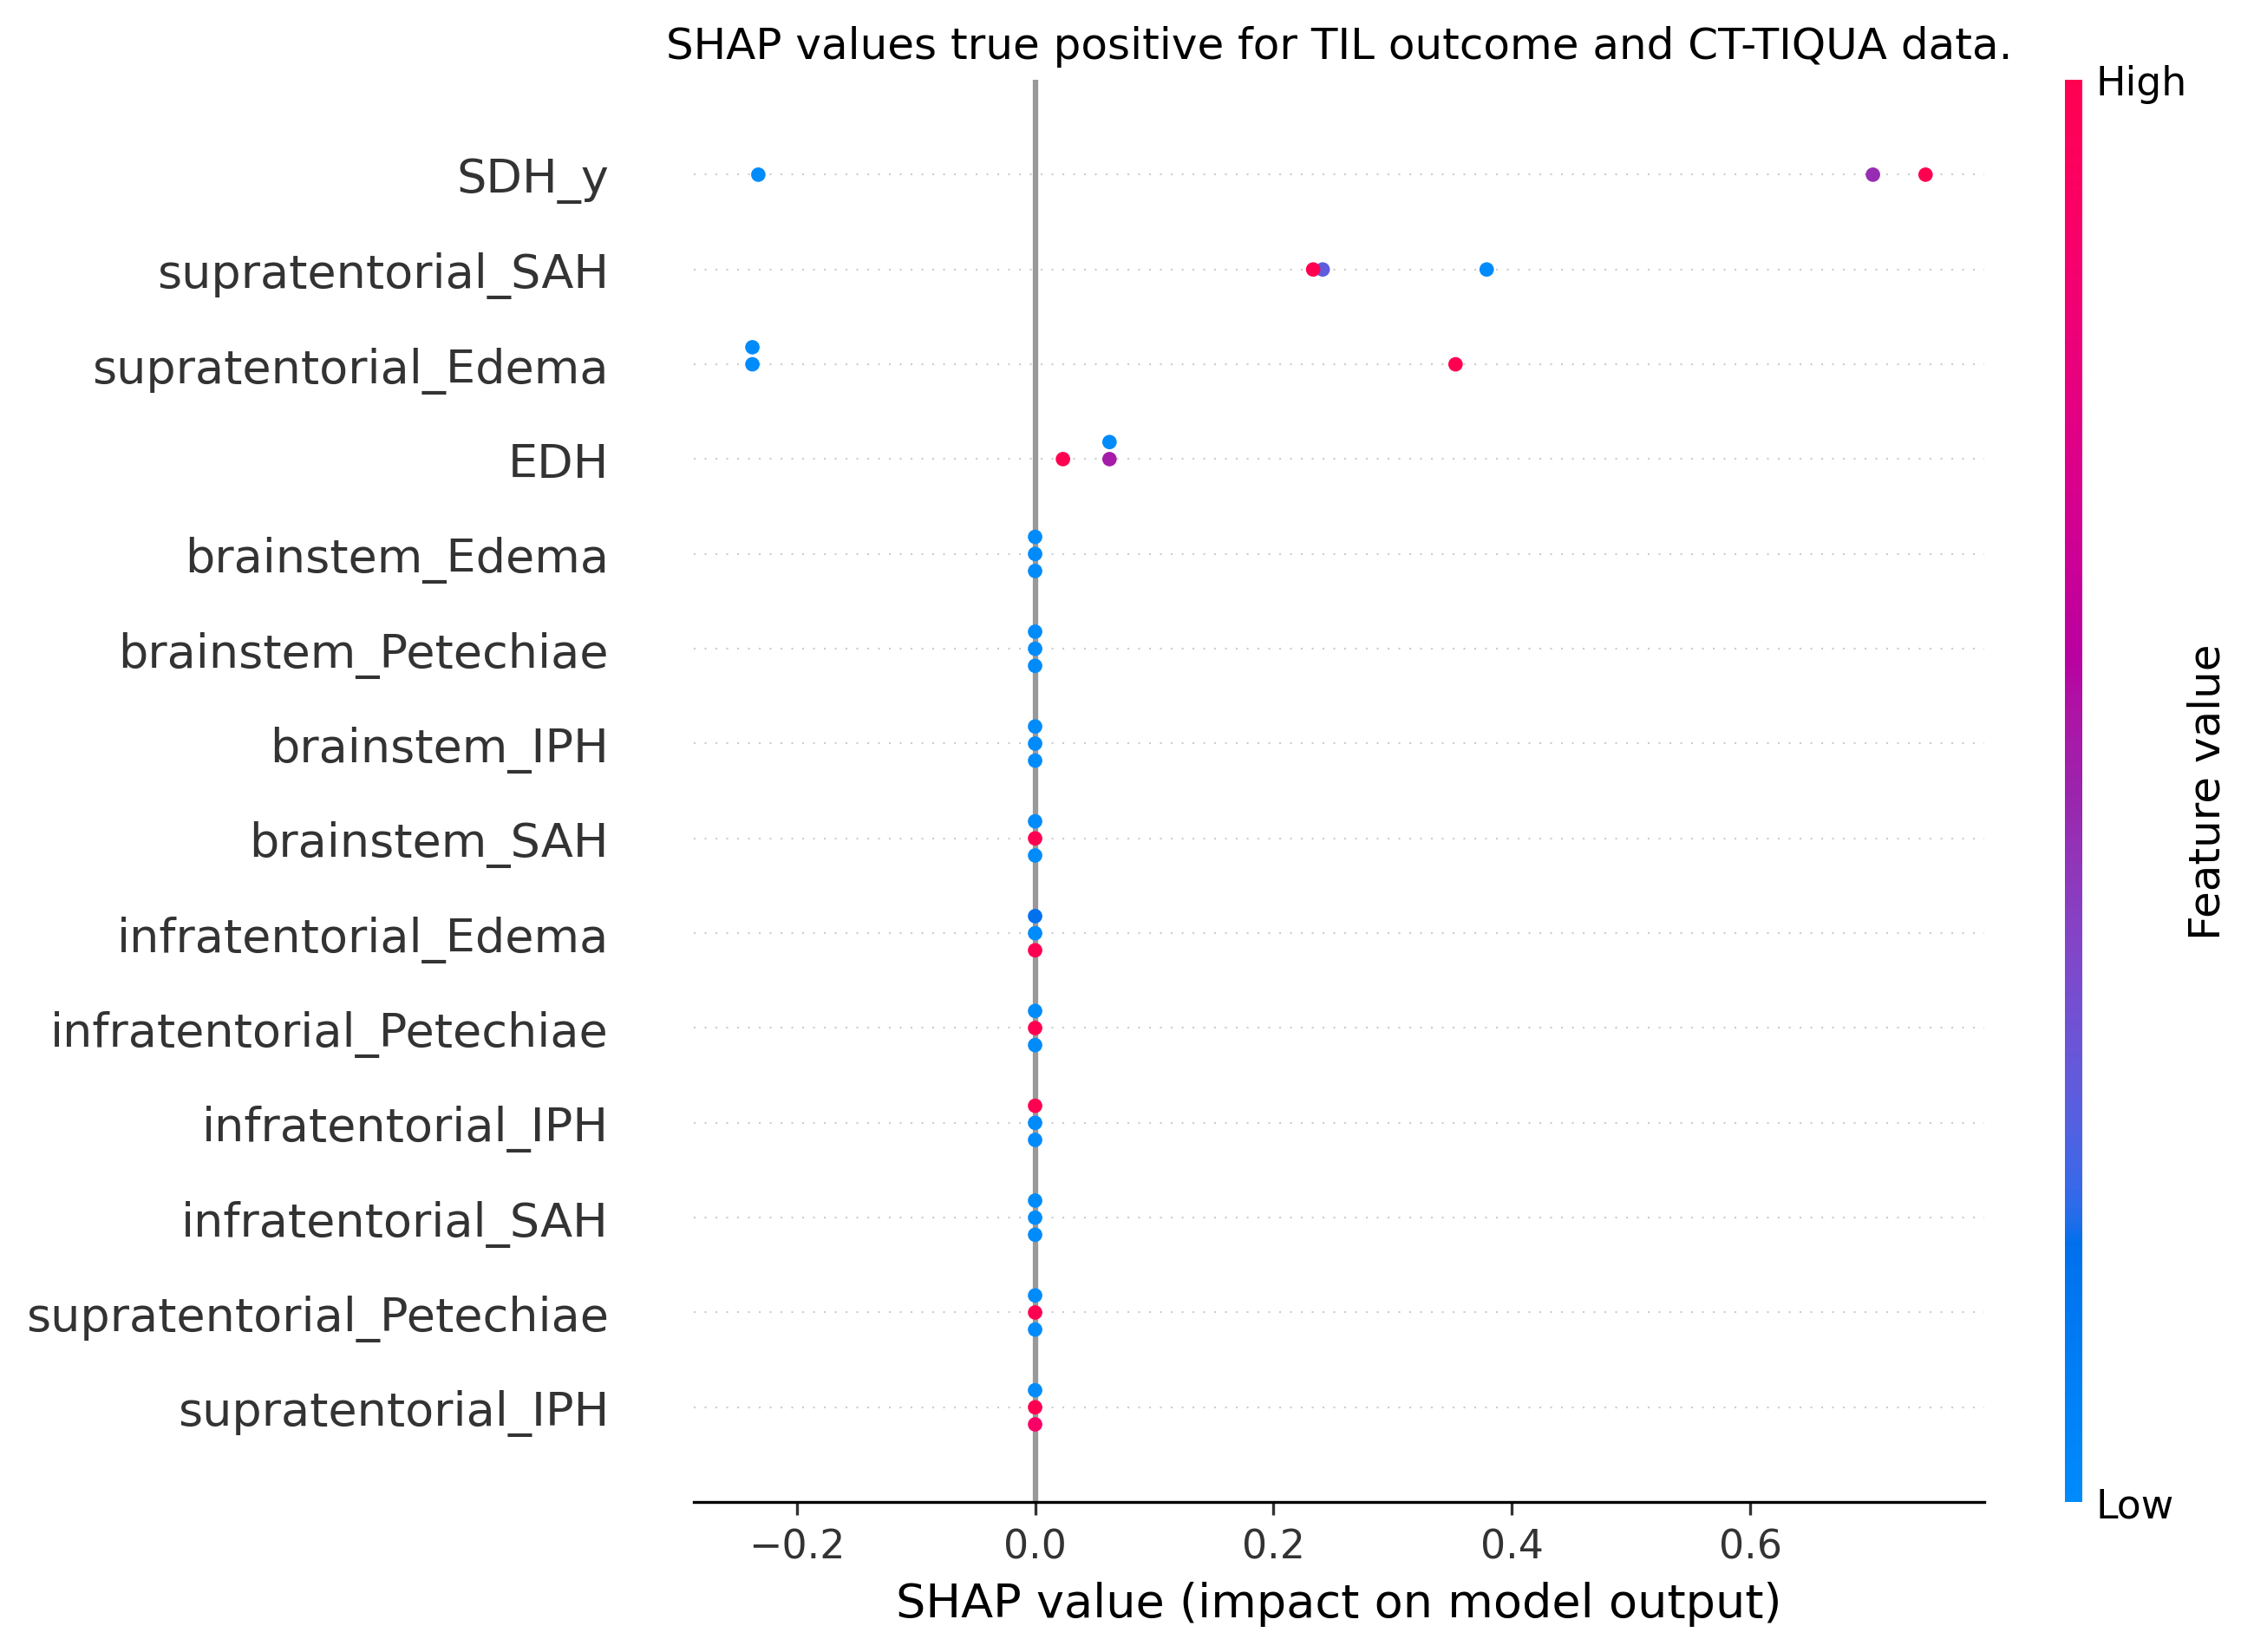 SHAP values true positive for TIL outcome and CT-TIQUA data.
High
SDH_y
supratentorial_SAH
supratentorial_Edema
EDH
brainstem_Edema
brainstem_Petechiae
brainstem_IPH
brainstem_SAH
infratentorial_Edema
infratentorial_Petechiae
infratentorial_IPH
infratentorial_SAH
supratentorial_Petechiae
supratentorial_IPH
Feature value
Low
−0.2 0.0 0.2 0.4 0.6
SHAP value (impact on model output)